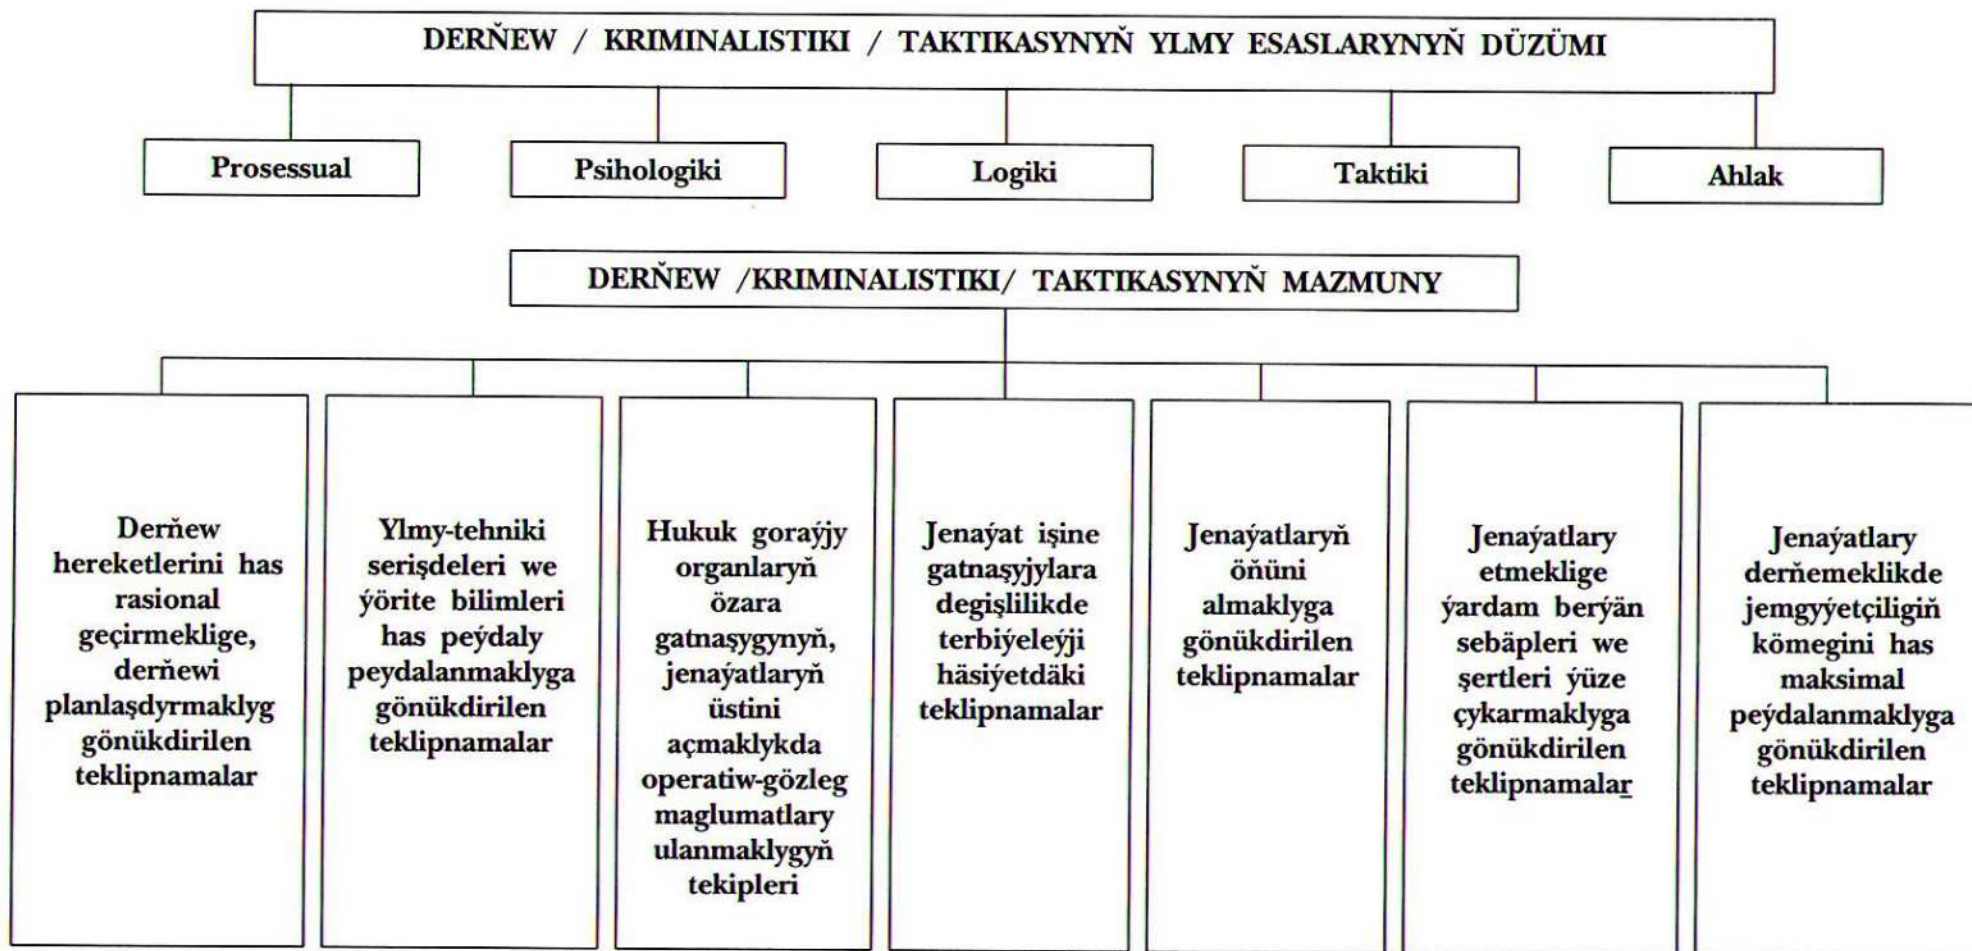 DERŇEW / KRIMINALISTIKI / TAKTIKASYNYŇ YLMY ESASLARYNYŇ DÜZÜMI
Prosessual
Psihologiki
Logiki
Taktiki
Ahlak
DERŇEW /KRIMINALISTIKI/ TAKTIKASYNYŇ MAZMUNY
Derňew
hereketlerini has
rasional
geçirmeklige,
derňewi
planlaşdyrmaklyg
gönükdirilen
teklipnamalar
Ylmy-tehniki
serişdeleri we
ýörite bilimleri
has peýdaly
peydalanmaklyga
gönükdirilen
teklipnamalar
Hukuk goraýjy
organlaryň
özara
gatnaşygynyň,
jenaýatlaryň
üstini
açmaklykda
operatiw-gözleg
maglumatlary
ulanmaklygyň
tekipleri
Jenaýat işine
gatnaşyjylara
degişlilikde
terbiýeleýji
häsiýetdäki
teklipnamalar
Jenaýatlaryň
öňüni
almaklyga
gönükdirilen
teklipnamalar
Jenaýatlary
etmeklige
ýardam berýän
sebäpleri we
şertleri ýüze
çykarmaklyga
gönükdirilen
teklipnamalar
Jenaýatlary
derňemeklikde
jemgyýetçiligiň
kömegini has
maksimal
peýdalanmaklyga
gönükdirilen
teklipnamalar